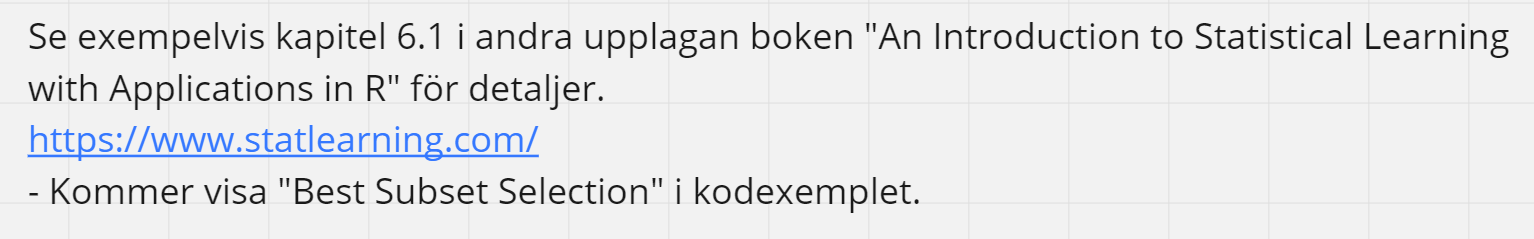 Se exempelvis kapitel 6.1 i andra upplagan boken "An Introduction to Statistical Learning
with Applications in R" för detaljer.
https://www.statlearning.com/
- Kommer visa "Best Subset Selection" i kodexemplet.